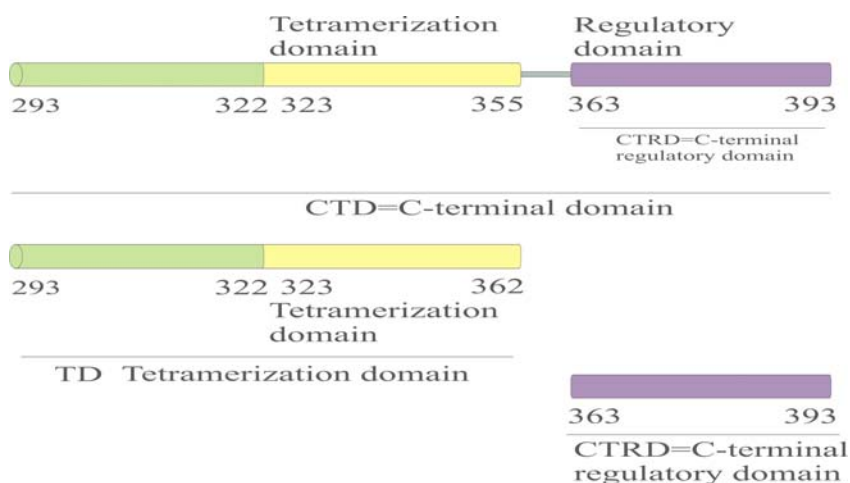 Tetramerization domain
Regulatory domain
293
322
323
355
363
393
CTRD=C-terminal
regulatory domain
CTD=C-terminal domain
293
322
323
362
Tetramerization
domain
TD Tetramerization domain
363
393
CTRD=C-terminal
regulatory domain